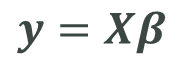 y = Xβ